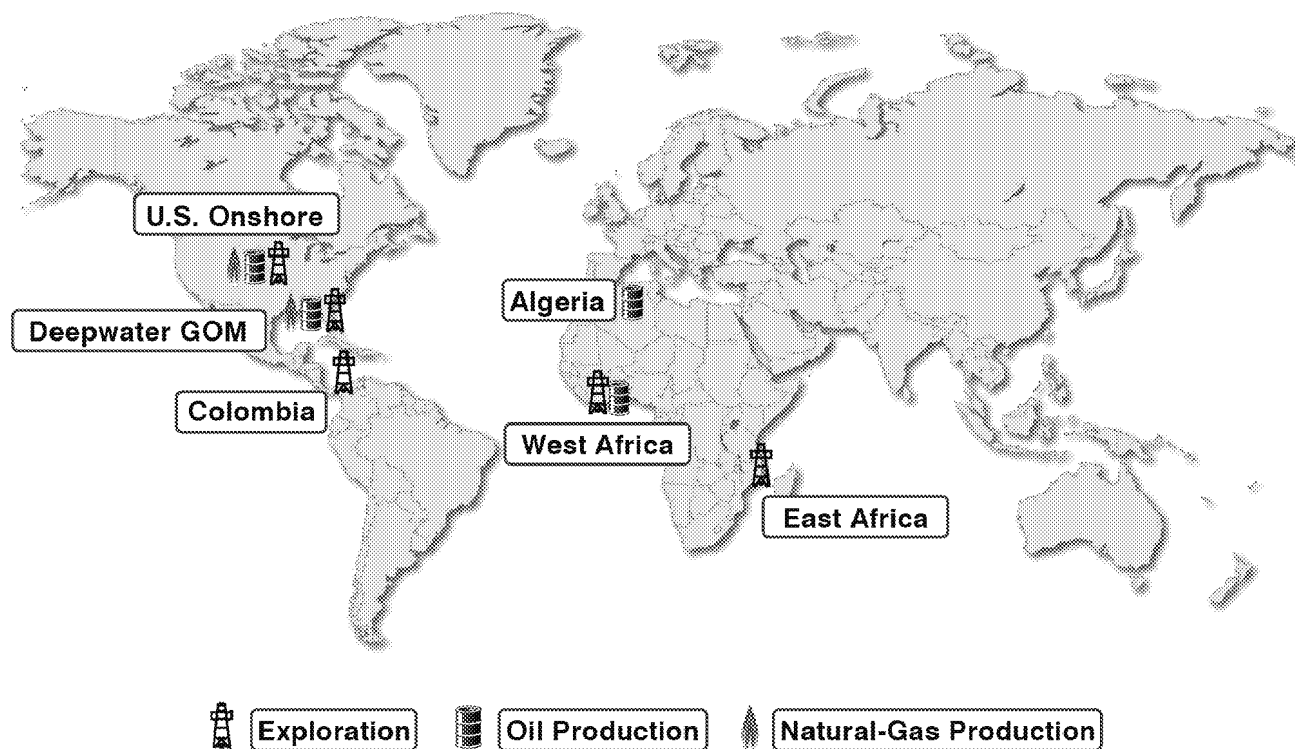 U.S. Onshore
Algeria
Deepwater GOM
Colombia
West Africa
East Africa
Exploration
Oil Production
Natural-Gas Production